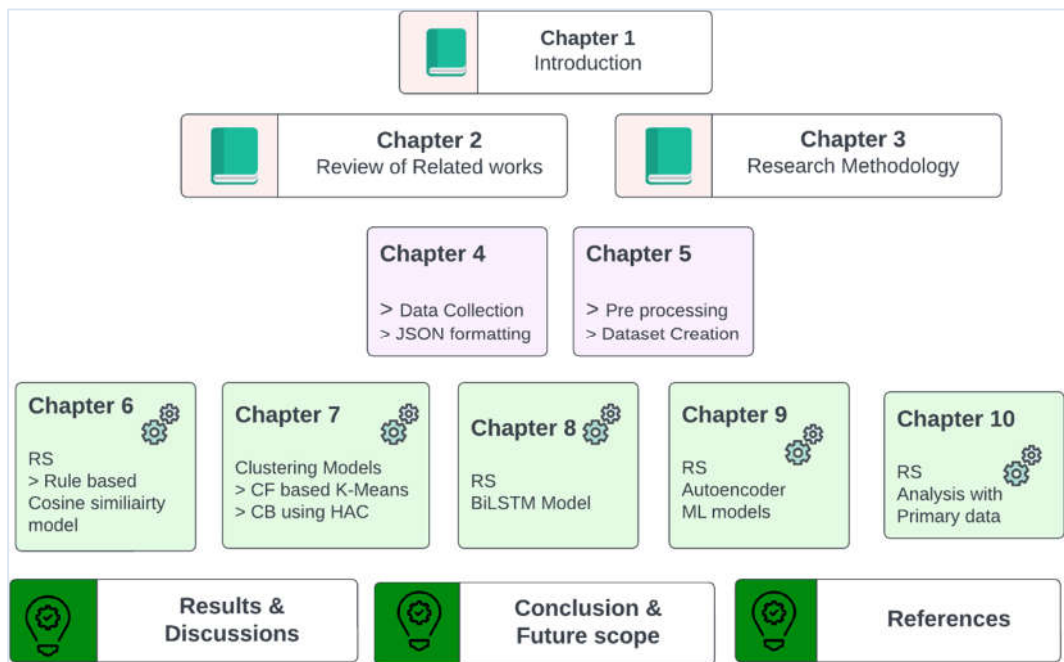 Chapter 1
Introduction
Chapter 2
Review of Related works
Chapter 3
Research Methodology
Chapter 4
> Data Collection
> JSON formatting
Chapter 5
> Pre processing
> Dataset Creation
Chapter 6
RS
> Rule based
Cosine similiairty
model
Chapter 7
Clustering Models
> CF based K-Means
> CB using HAC
Chapter 8
RS
BiLSTM Model
Chapter 9
RS
Autoencoder
ML models
Chapter 10
RS
Analysis with
Primary data
Results &
Discussions
Conclusion &
Future scope
References